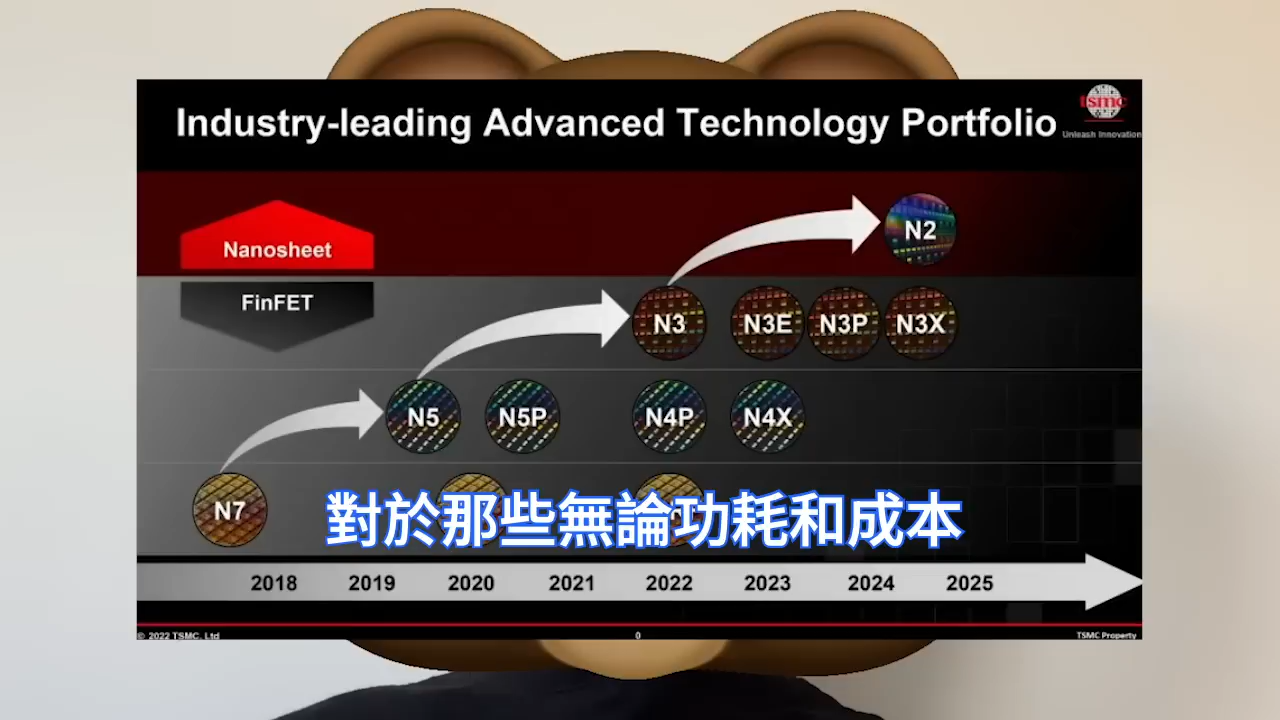 Industry-leading Advanced Technology Portfolio
tsmc
Unleash Innovation
Nanosheet
N2
FinFET
N3 N3E N3P N3X
N5 N5P N4P N4X
N7
對於那些無論功耗和成本
2018 2019 2020 2021 2022 2023 2024 2025
© 2022 TSMC, Ltd 0 TSMC Property